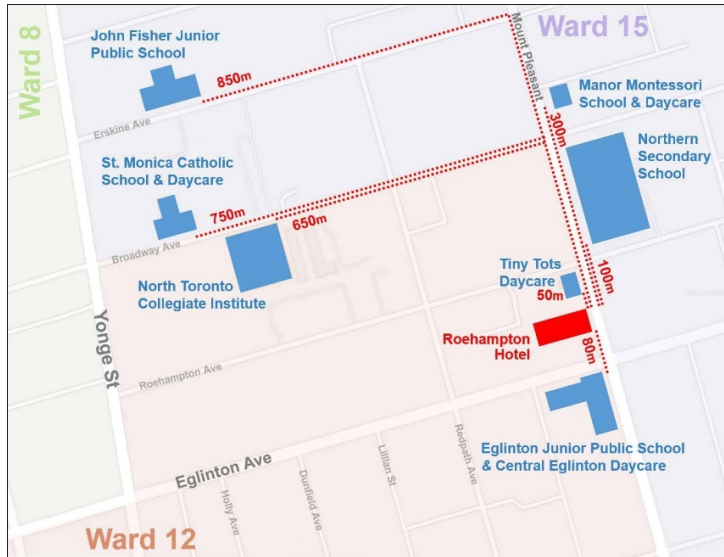 Ward 8
John Fisher Junior
Public School
850m
Erskine Ave
Mount Pleasant
Ward 15
Manor Montessori
School & Daycare
300m
Northern
Secondary
School
St. Monica Catholic
School & Daycare
750m
650m
Broadway Ave
North Toronto
Collegiate Institute
Tiny Tots
Daycare
50m
100m
Roehampton
Hotel
80m
Yonge St
Roehampton Ave
Eglinton Junior Public School
& Central Eglinton Daycare
Eglinton Ave
Redpath Ave
Lillian St
Dunfield Ave
Holly Ave
Ward 12